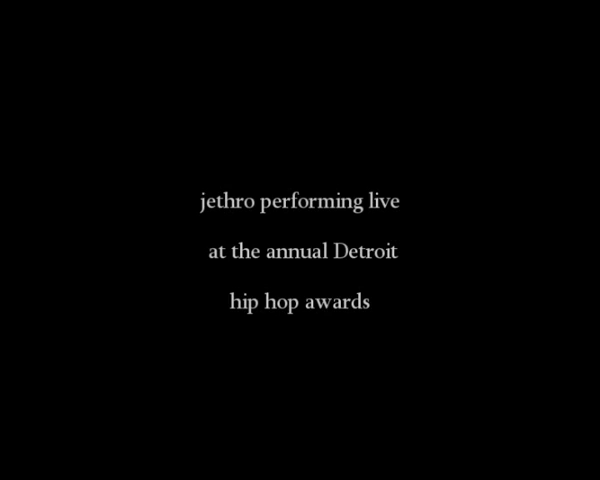 jethro performing live
at the annual Detroit
hip hop awards